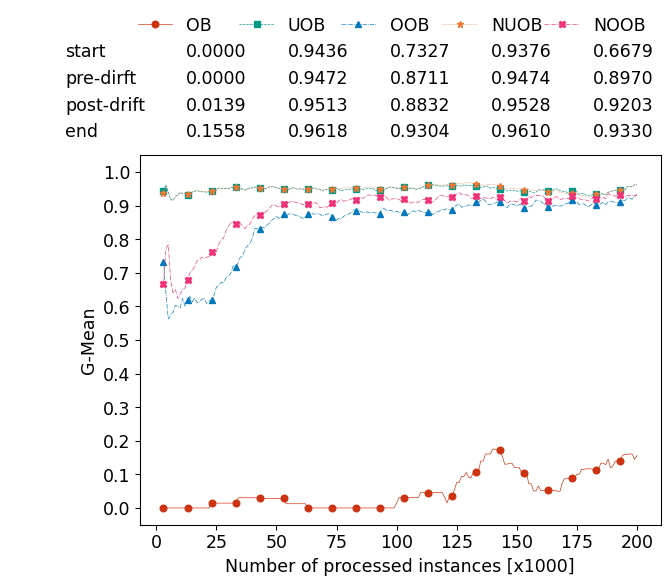 OB UOB OOB NUOB NOOB
start 0.0000 0.9436 0.7327 0.9376 0.6679
pre-dirft 0.0000 0.9472 0.8711 0.9474 0.8970
post-drift 0.0139 0.9513 0.8832 0.9528 0.9203
end 0.1558 0.9618 0.9304 0.9610 0.9330
1.0
0.9
0.8
0.7
0.6
0.5
0.4
0.3
0.2
0.1
0.0
G-Mean
0 25 50 75 100 125 150 175 200
Number of processed instances [x1000]